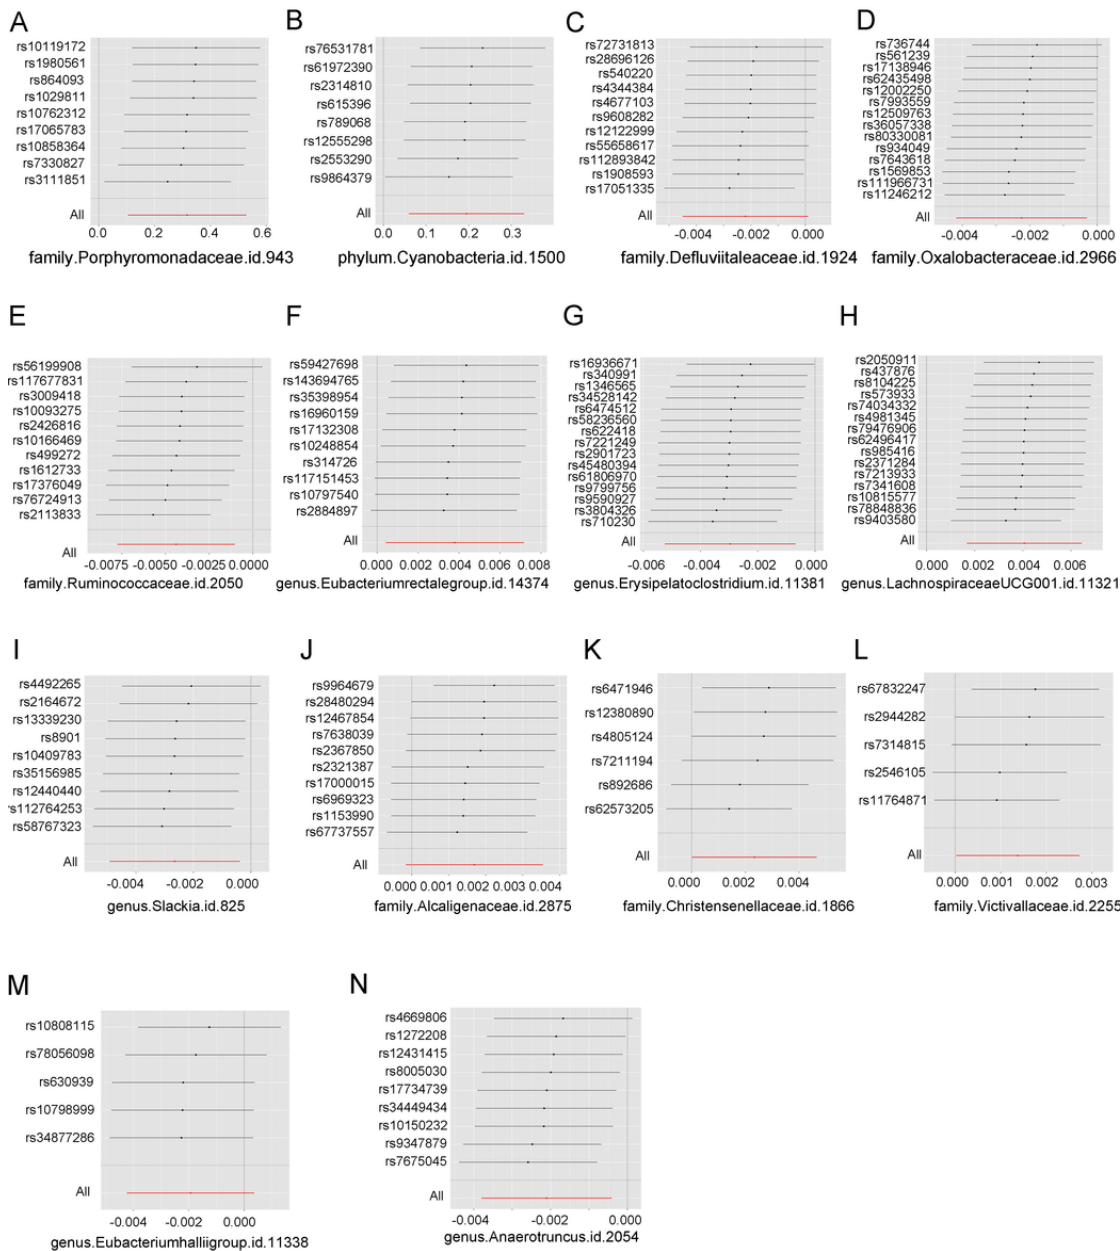 A
rs10119172
rs1980561
rs864093
rs1029811
rs10762312
rs17065783
rs10858364
rs7330827
rs3111851
All
0.0 0.2 0.4 0.6
family.Porphyromonadaceae.id.943
B
rs76531781
rs61972390
rs2314810
rs615396
rs789068
rs12555298
rs2553290
rs9864379
All
0.0 0.1 0.2 0.3
phylum.Cyanobacteria.id.1500
C
rs72731813
rs28696126
rs540220
rs4344384
rs4677103
rs9608282
rs12122999
rs55658617
rs112893842
rs1908593
rs17051335
All
-0.004 -0.002 0.000
family.Defluviitaleaceae.id.1924
D
rs736744
rs561239
rs17138946
rs62435498
rs12002250
rs7993559
rs12509763
rs36057338
rs80330081
rs934049
rs7643618
rs1569853
rs111966731
rs11246212
All
-0.004 -0.002 0.000
family.Oxalobacteraceae.id.2966
E
rs56199908
rs117677831
rs3009418
rs10093275
rs2426816
rs10166469
rs499272
rs1612733
rs17376049
rs76724913
rs2113833
All
-0.0075 -0.0050 -0.0025 0.0000
family.Ruminococcaceae.id.2050
F
rs59427698
rs143694765
rs35398954
rs16960159
rs17132308
rs10248854
rs314726
rs117151453
rs10797540
rs2884897
All
0.000 0.002 0.004 0.006 0.008
genus.Eubacteriumrectalegroup.id.14374
G
rs16936671
rs340991
rs1346565
rs34528142
rs6474512
rs58236560
rs622418
rs7221249
rs2901723
rs45480394
rs61806970
rs9799756
rs9590927
rs3804326
rs710230
All
-0.006 -0.004 -0.002 0.000
genus.Erysipelatoclostridium.id.11381
H
rs2050911
rs437876
rs8104225
rs573933
rs74034332
rs4981345
rs79476906
rs62496417
rs985416
rs2371284
rs7213933
rs7341608
rs10815577
rs78848836
rs9403580
All
0.000 0.002 0.004 0.006
genus.LachnospiraceaeUCG001.id.11321
I
rs4492265
rs2164672
rs13339230
rs8901
rs10409783
rs35156985
rs12440440
rs112764253
rs58767323
All
-0.004 -0.002 0.000
genus.Slackia.id.825
J
rs9964679
rs28480294
rs12467854
rs7638039
rs2367850
rs2321387
rs17000015
rs6969323
rs1153990
rs67737557
All
0.000 0.001 0.002 0.003 0.004
family.Alcaligenaceae.id.2875
K
rs6471946
rs12380890
rs4805124
rs7211194
rs892686
rs62573205
All
0.000 0.002 0.004
family.Christensenellaceae.id.1866
L
rs67832247
rs2944282
rs7314815
rs2546105
rs11764871
All
0.000 0.001 0.002 0.003
family.Victivallaceae.id.2255
M
rs10808115
rs78056098
rs630939
rs10798999
rs34877286
All
-0.004 -0.002 0.000
genus.Eubacteriumhalliigroup.id.11338
N
rs4669806
rs1272208
rs12431415
rs8005030
rs17734739
rs34449434
rs10150232
rs9347879
rs7675045
All
-0.004 -0.002 0.000
genus.Anaerotruncus.id.2054